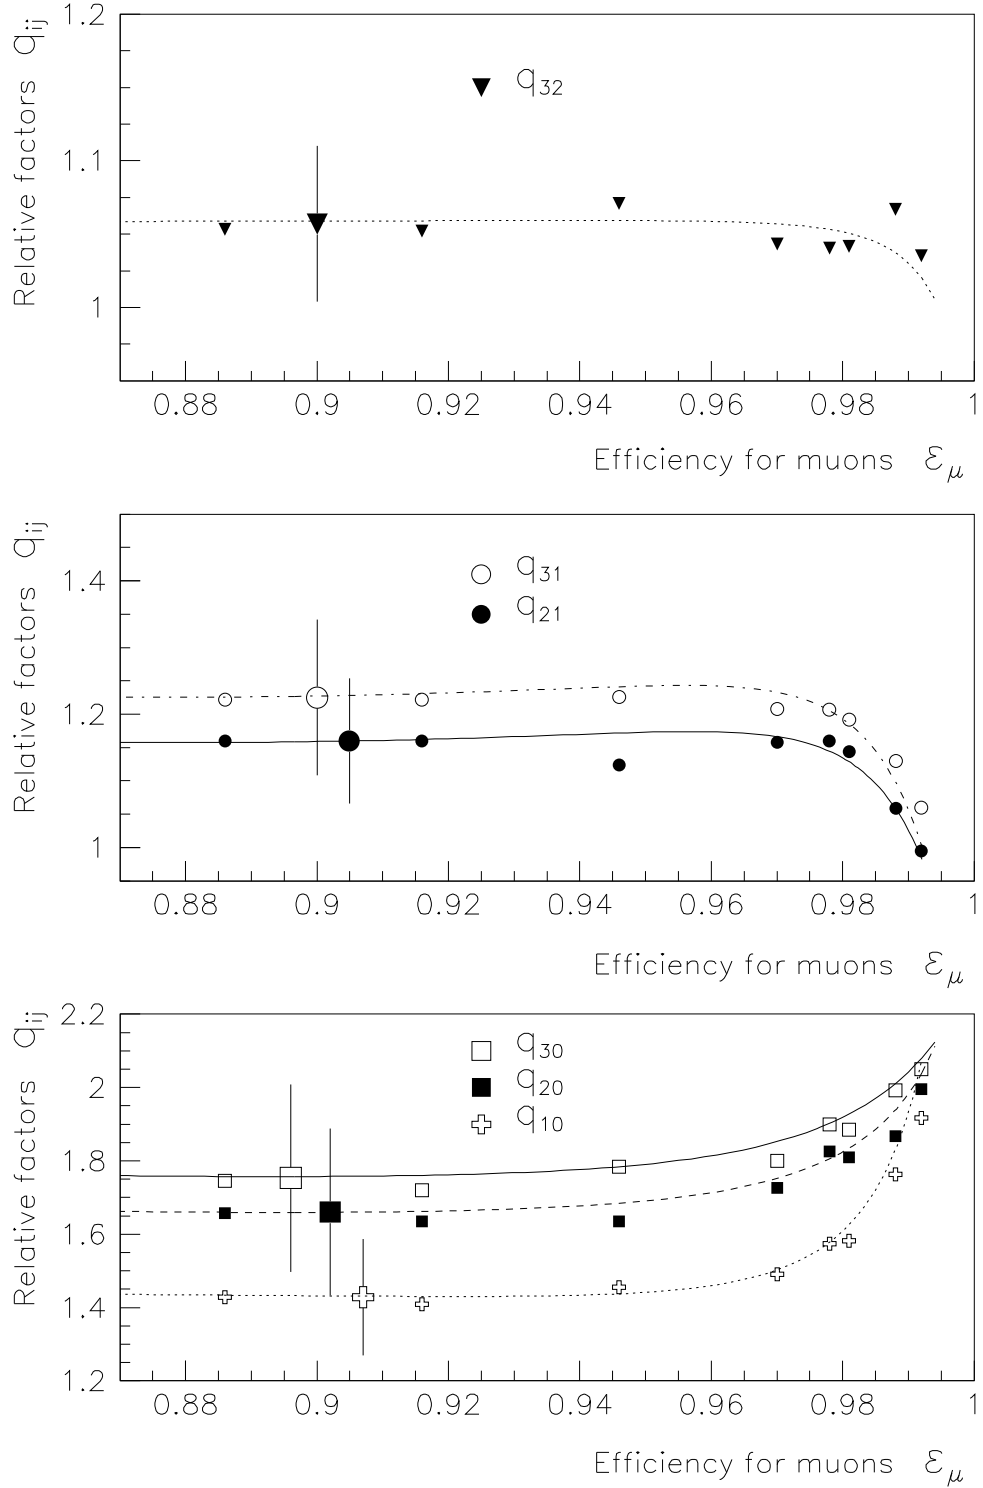 Relative factors q_ij
1.2
1.1
1
q_32
0.88 0.9 0.92 0.94 0.96 0.98 1
Efficiency for muons ε_μ
Relative factors q_ij
1.4
1.2
1
q_31
q_21
0.88 0.9 0.92 0.94 0.96 0.98 1
Efficiency for muons ε_μ
Relative factors q_ij
2.2
2
1.8
1.6
1.4
1.2
q_30
q_20
q_10
0.88 0.9 0.92 0.94 0.96 0.98 1
Efficiency for muons ε_μ